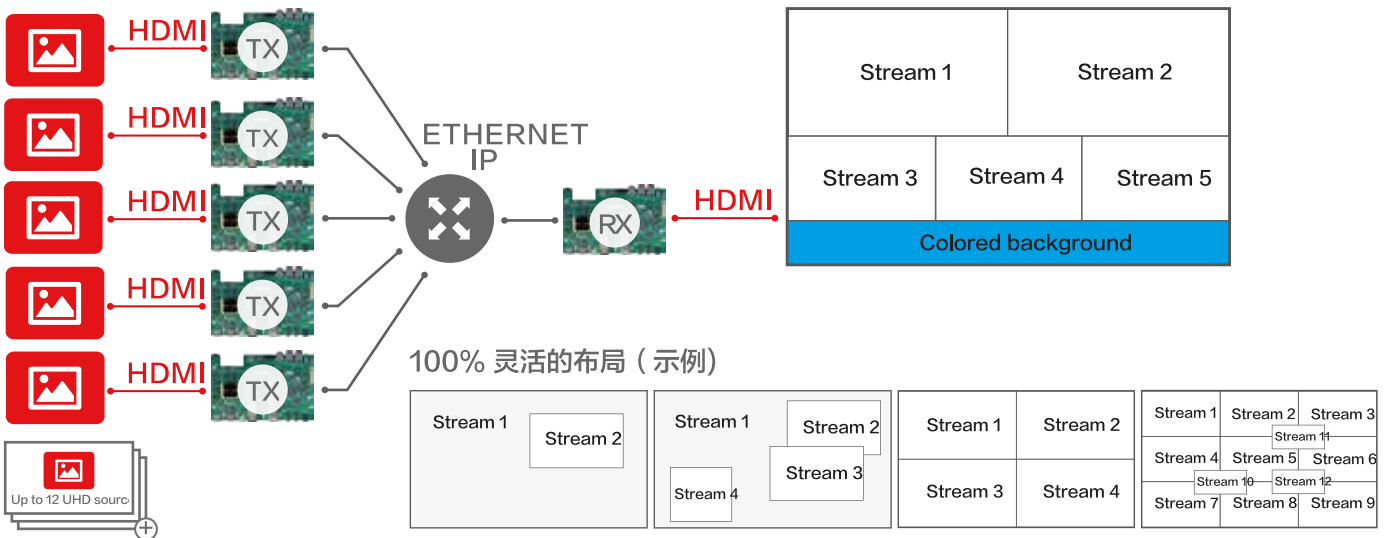 HDMI
TX
HDMI
TX
HDMI
TX
HDMI
TX
HDMI
TX
Up to 12 UHD sourc
ETHERNET
IP
RX
HDMI
Stream 1
Stream 2
Stream 3
Stream 4
Stream 5
Colored background
100% 灵活的布局（示例)
Stream 1
Stream 2
Stream 1
Stream 2
Stream 3
Stream 4
Stream 1
Stream 2
Stream 3
Stream 4
Stream 1
Stream 2
Stream 3
Stream 11
Stream 4
Stream 5
Stream 6
Stream 10
Stream 12
Stream 7
Stream 8
Stream 9